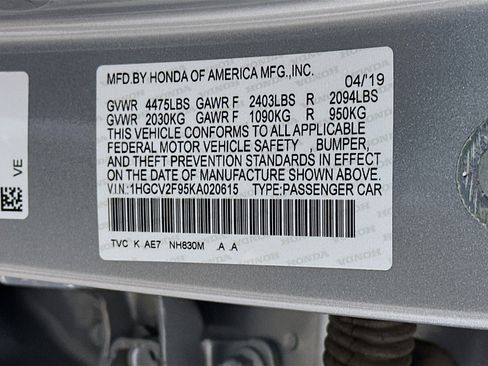 MFD.BY HONDA OF AMERICA MFG.,INC.
04/'19
GVWR 4475LBS GAWR F 2403LBS R 2094LBS
GVWR 2030KG GAWR F 1090KG R 950KG
THIS VEHICLE CONFORMS TO ALL APPLICABLE
FEDERAL MOTOR VEHICLE SAFETY , BUMPER,
AND THEFT PREVENTION STANDARDS IN EFFECT
ON THE DATE OF MANUFACTURE SHOWN ABOVE.
V.I.N:1HGCV2F95KA020615 TYPE:PASSENGER CAR
TVC K AE7 NH830M .A .A
VE